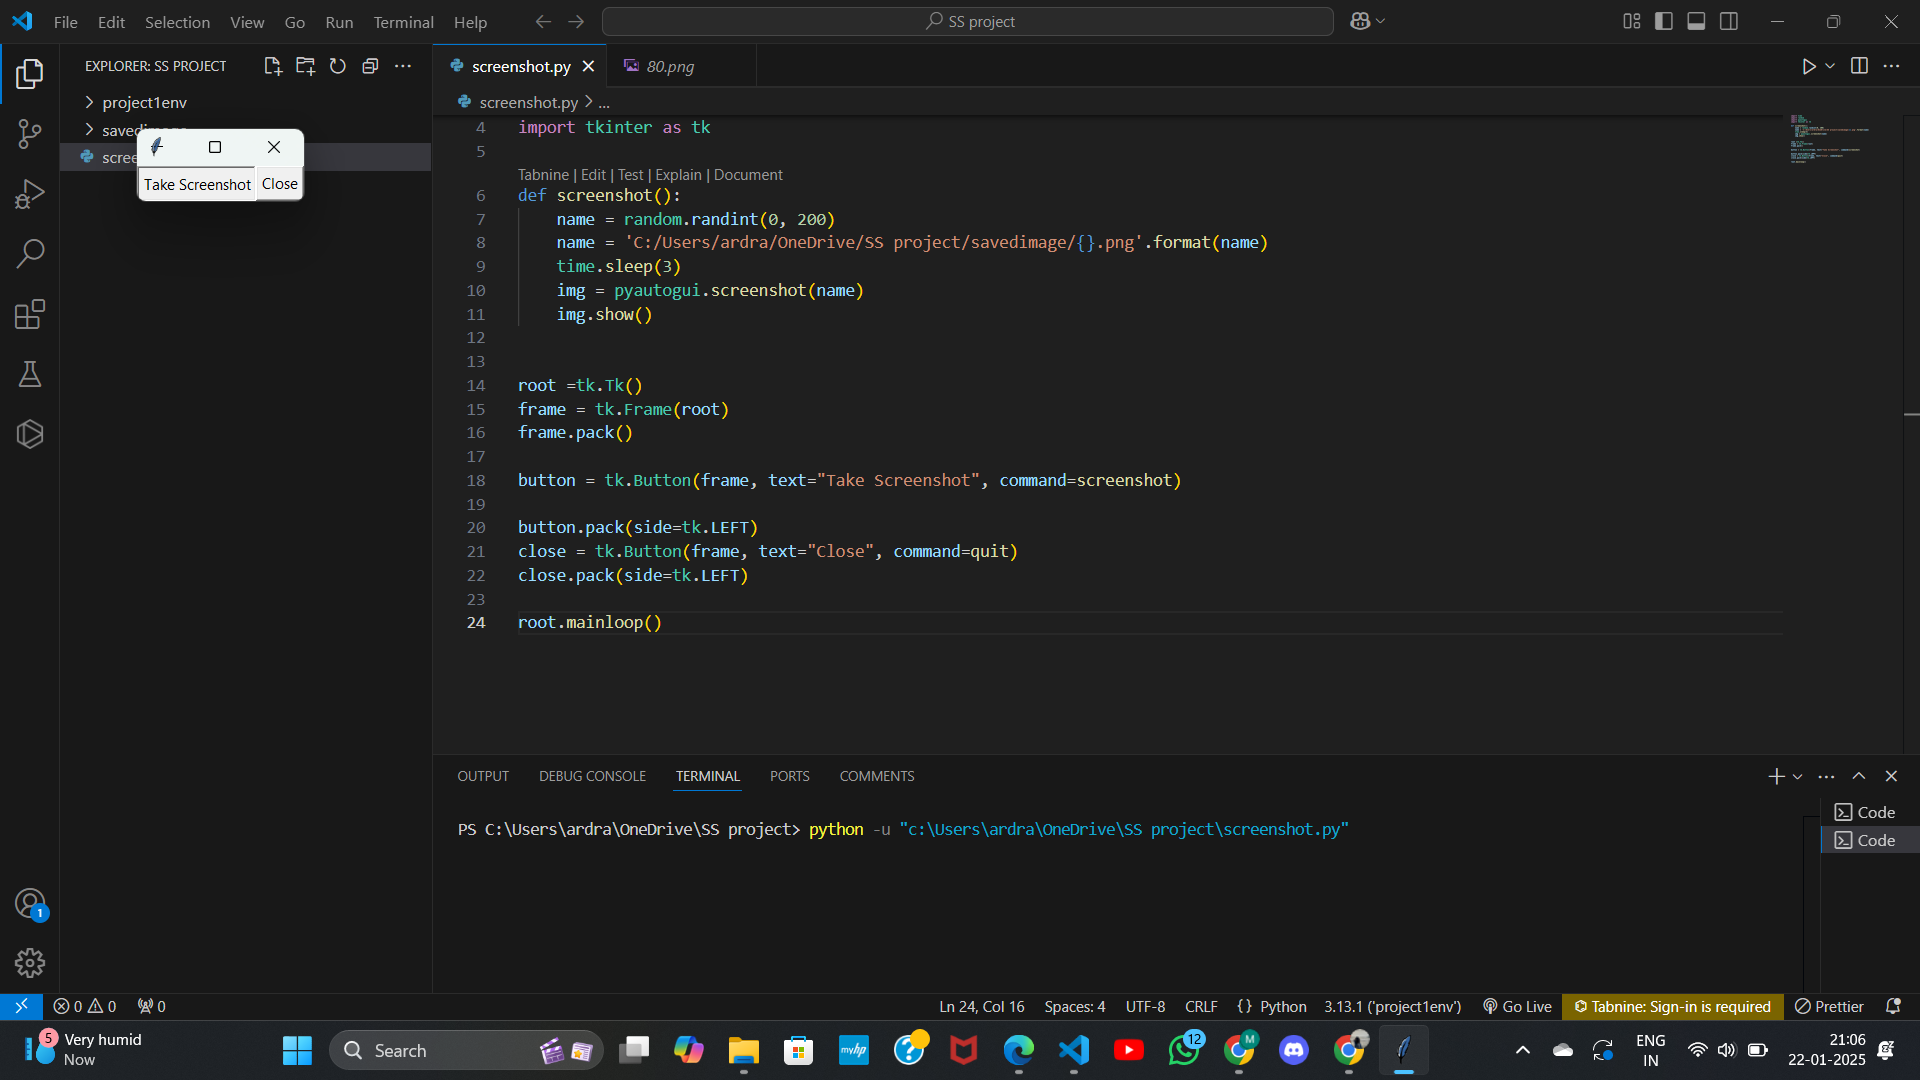 File Edit Selection View Go Run Terminal Help
SS project
EXPLORER: SS PROJECT
project1env
savedimage
Take Screenshot Close
screenshot.py
80.png
screenshot.py > ...
4 import tkinter as tk
5
Tabnine | Edit | Test | Explain | Document
6 def screenshot():
7 name = random.randint(0, 200)
8 name = 'C:/Users/ardra/OneDrive/SS project/savedimage/{}.png'.format(name)
9 time.sleep(3)
10 img = pyautogui.screenshot(name)
11 img.show()
12
13
14 root =tk.Tk()
15 frame = tk.Frame(root)
16 frame.pack()
17
18 button = tk.Button(frame, text="Take Screenshot", command=screenshot)
19
20 button.pack(side=tk.LEFT)
21 close = tk.Button(frame, text="Close", command=quit)
22 close.pack(side=tk.LEFT)
23
24 root.mainloop()
OUTPUT DEBUG CONSOLE TERMINAL PORTS COMMENTS
PS C:\Users\ardra\OneDrive\SS project> python -u "c:\Users\ardra\OneDrive\SS project\screenshot.py"
Code
Code
1
0 0 0
Ln 24, Col 16 Spaces: 4 UTF-8 CRLF {} Python 3.13.1 ('project1env') Go Live Tabnine: Sign-in is required Prettier
5
Very humid
Now
Search
myhp
12
M
ENG
IN
21:06
22-01-2025